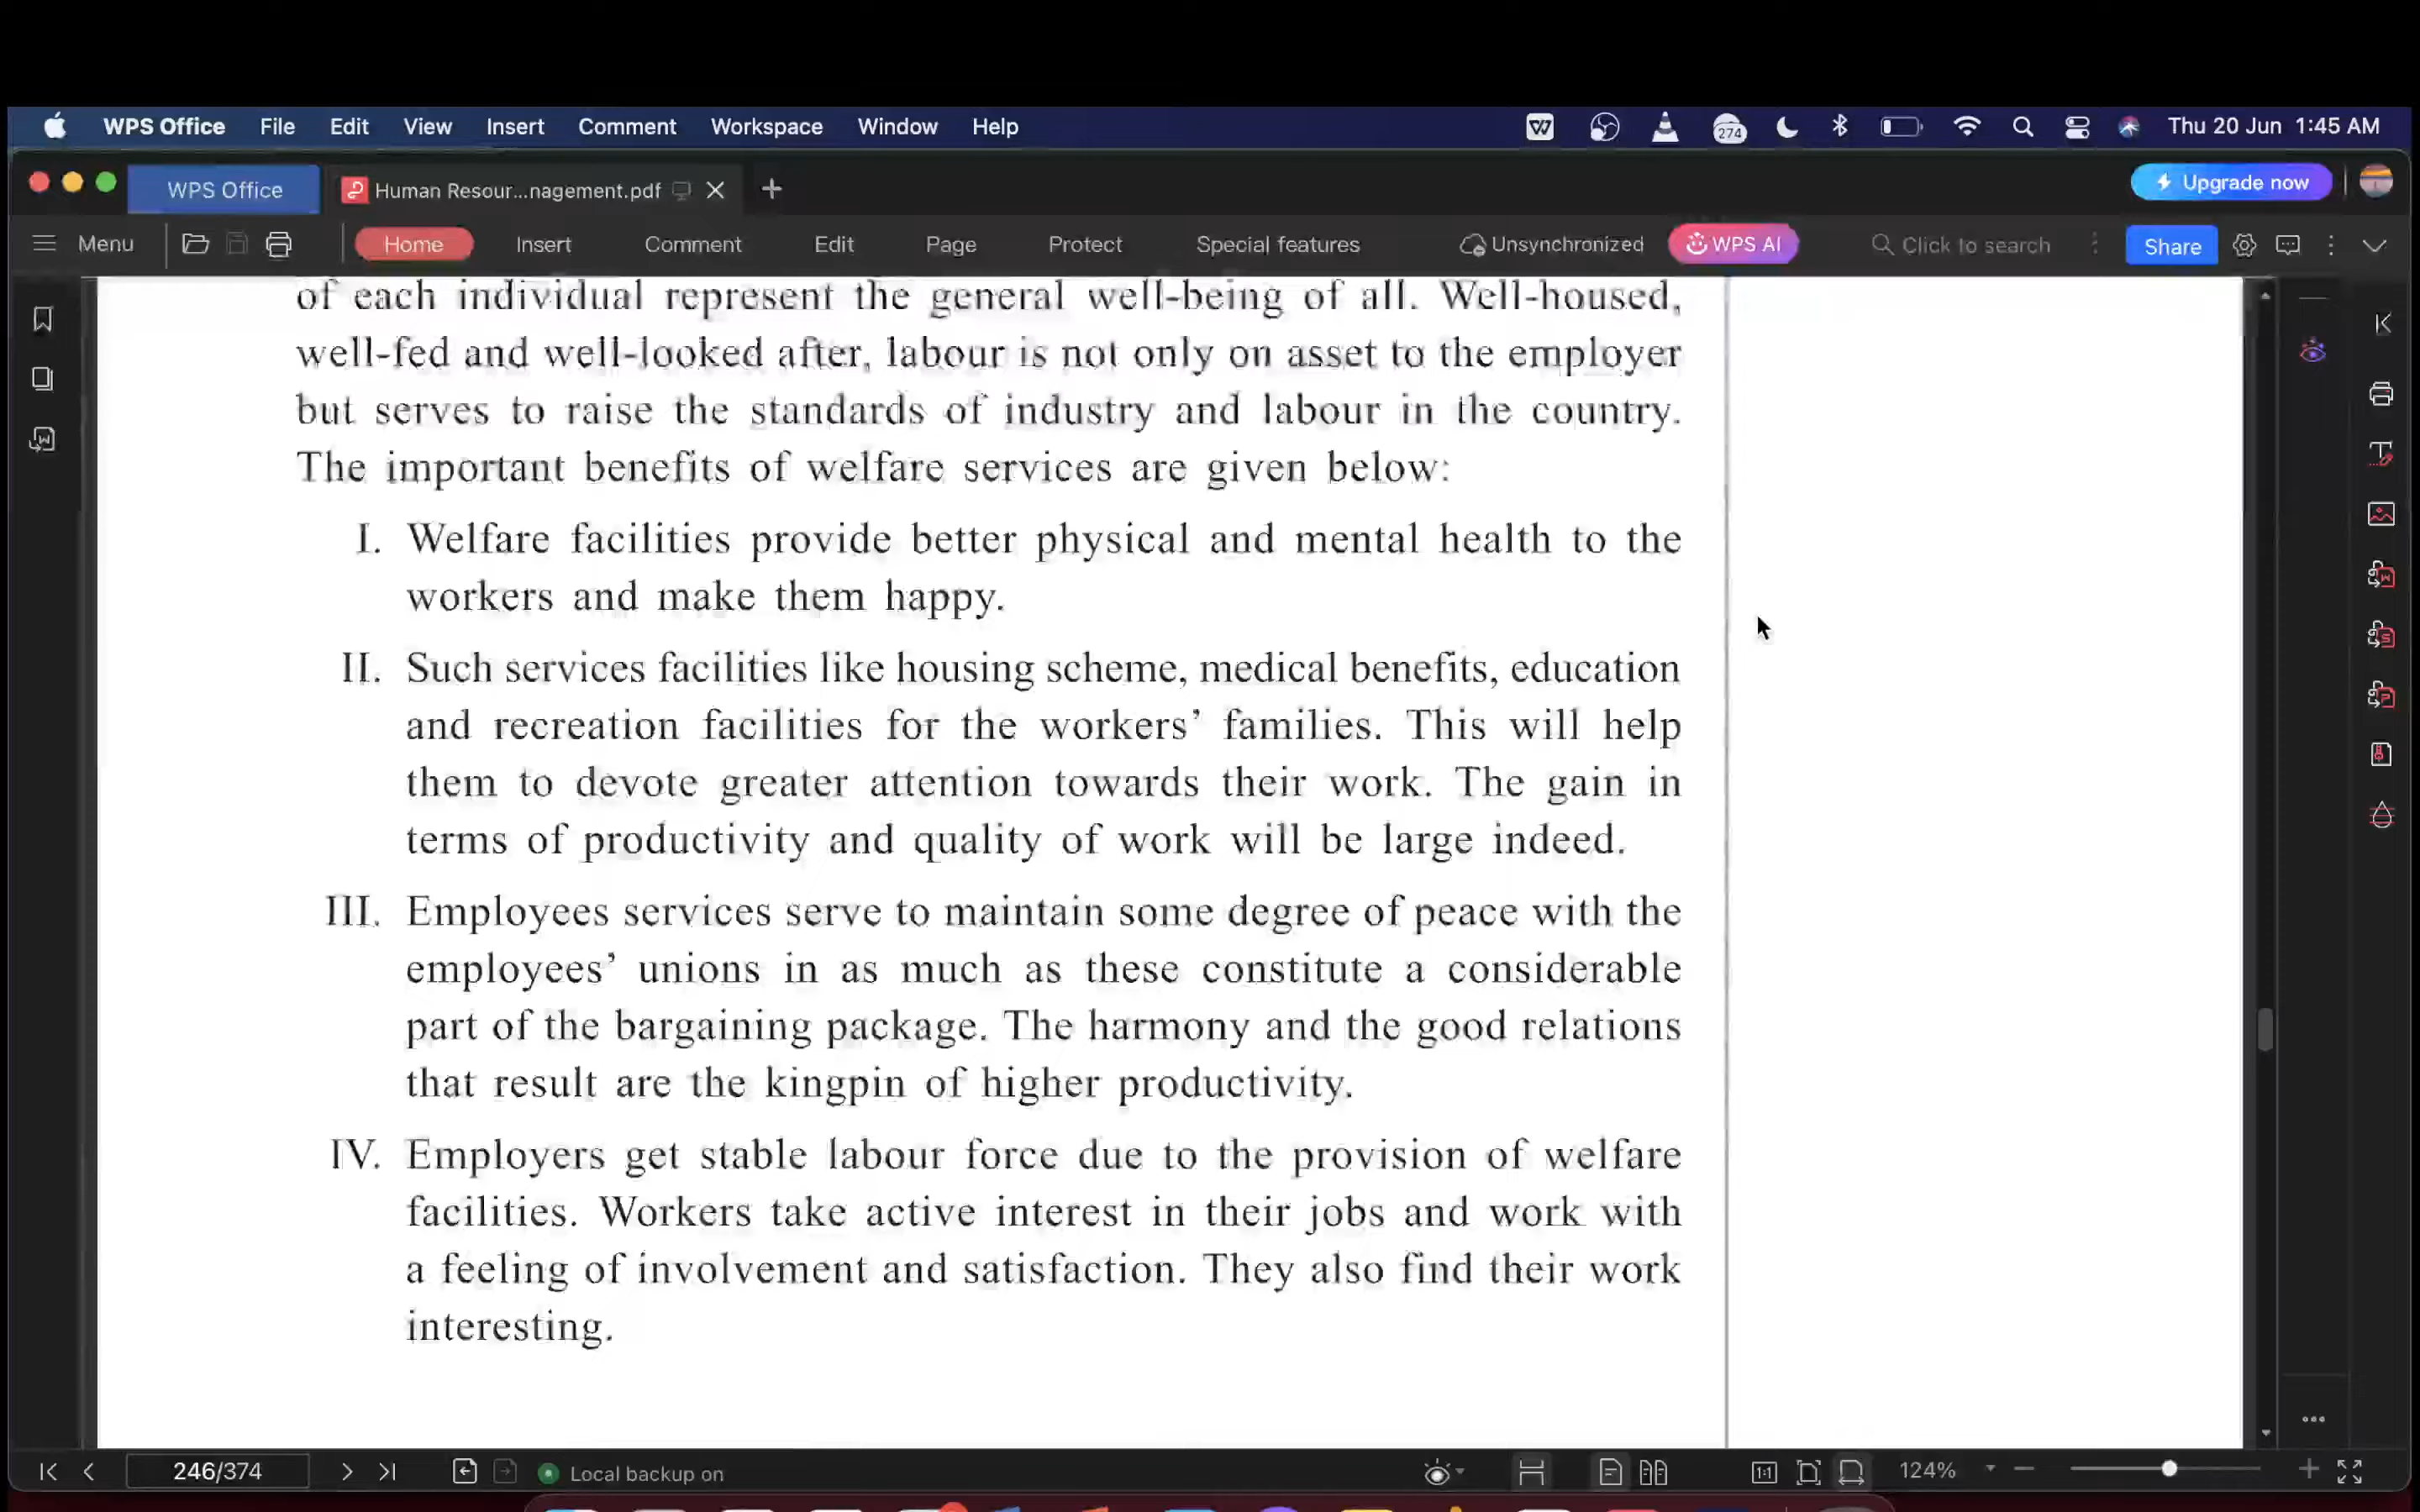 WPS Office File Edit View Insert Comment Workspace Window Help 274 Thu 20 Jun 1:45 AM
WPS Office Human Resour...nagement.pdf Upgrade now
Menu Home Insert Comment Edit Page Protect Special features Unsynchronized WPS AI Click to search Share
of each individual represent the general well-being of all. Well-housed,
well-fed and well-looked after, labour is not only on asset to the employer
but serves to raise the standards of industry and labour in the country.
The important benefits of welfare services are given below:
I. Welfare facilities provide better physical and mental health to the
workers and make them happy.
II. Such services facilities like housing scheme, medical benefits, education
and recreation facilities for the workers’ families. This will help
them to devote greater attention towards their work. The gain in
terms of productivity and quality of work will be large indeed.
III. Employees services serve to maintain some degree of peace with the
employees’ unions in as much as these constitute a considerable
part of the bargaining package. The harmony and the good relations
that result are the kingpin of higher productivity.
IV. Employers get stable labour force due to the provision of welfare
facilities. Workers take active interest in their jobs and work with
a feeling of involvement and satisfaction. They also find their work
interesting.
246/374 Local backup on 1:1 124%